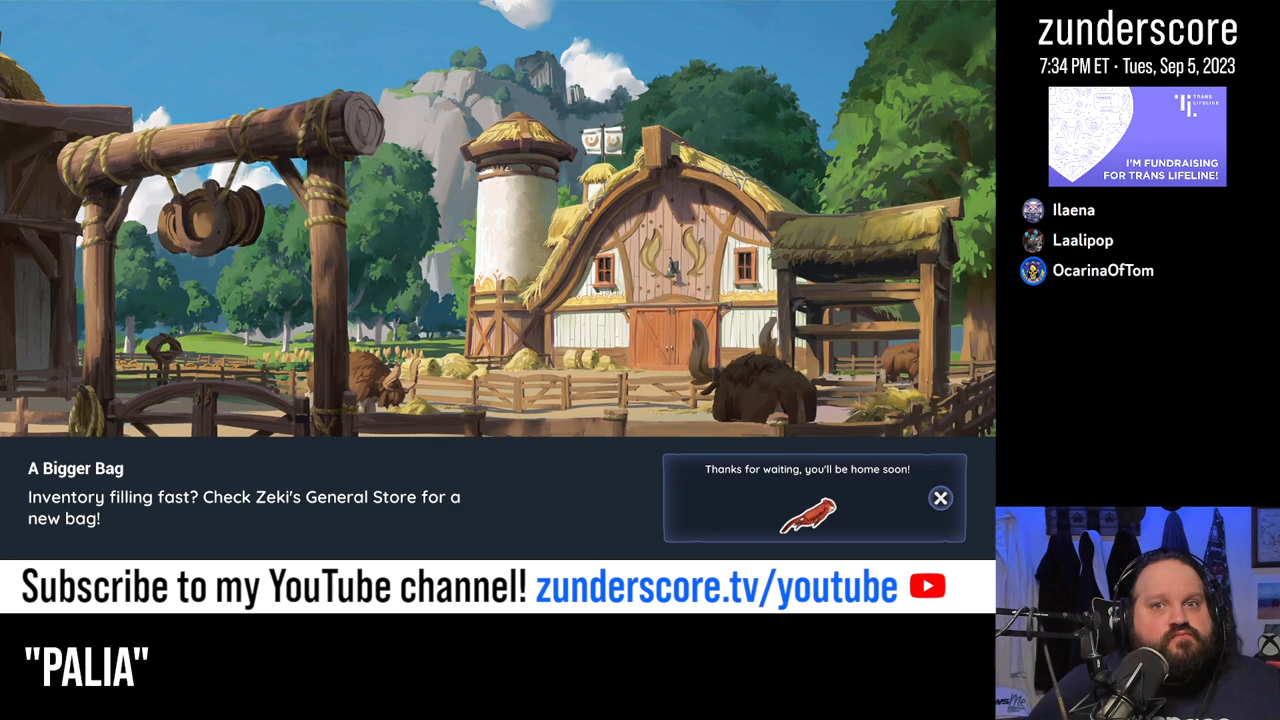 zunderscore
7:34 PM ET · Tues, Sep 5, 2023
TRANS
LIFELINE
I'M FUNDRAISING
FOR TRANS LIFELINE!
Ilaena
Laalipop
OcarinaOfTom
A Bigger Bag
Inventory filling fast? Check Zeki's General Store for a
new bag!
Thanks for waiting, you'll be home soon!
Subscribe to my YouTube channel! zunderscore.tv/youtube
"PALIA"